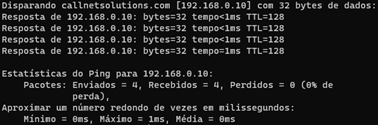 Disparando callnetsolutions.com [192.168.0.10] com 32 bytes de dados:
Resposta de 192.168.0.10: bytes=32 tempo<1ms TTL=128
Resposta de 192.168.0.10: bytes=32 tempo<1ms TTL=128
Resposta de 192.168.0.10: bytes=32 tempo<1ms TTL=128
Resposta de 192.168.0.10: bytes=32 tempo=1ms TTL=128
Estatísticas do Ping para 192.168.0.10:
Pacotes: Enviados = 4, Recebidos = 4, Perdidos = 0 (0% de
perda),
Aproximar um número redondo de vezes em milissegundos:
Mínimo = 0ms, Máximo = 1ms, Média = 0ms